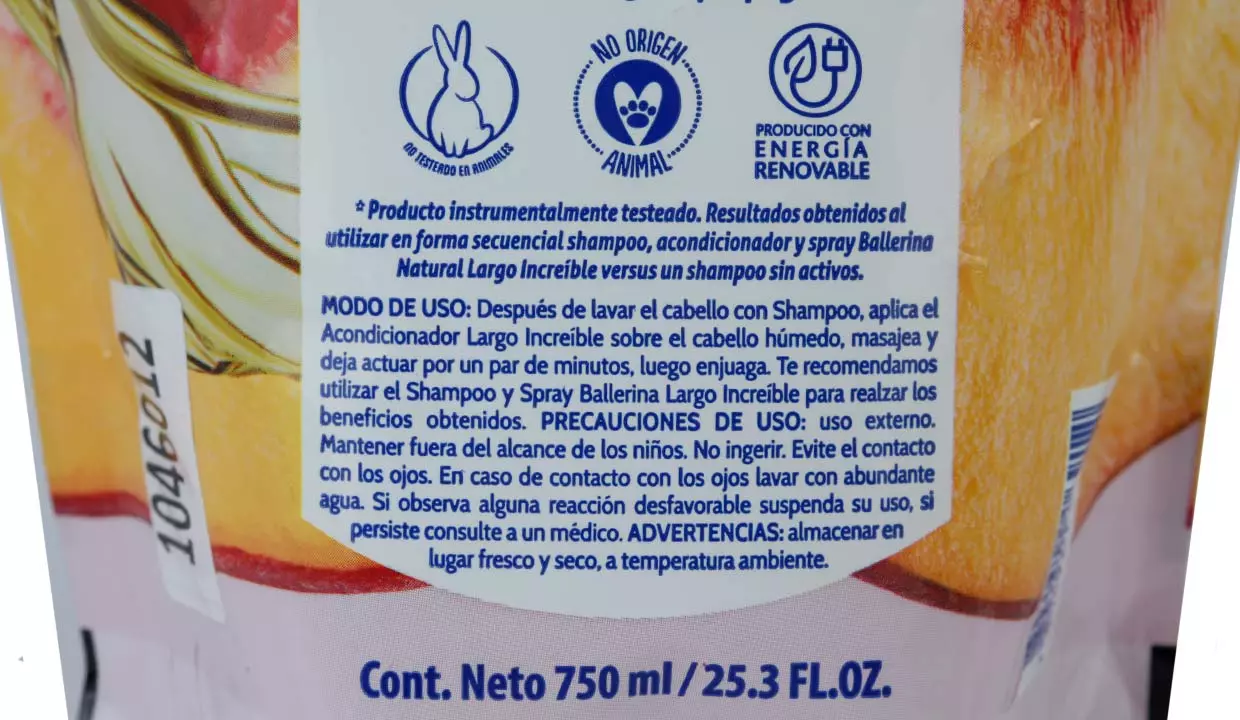 NO TESTEADO EN ANIMALES
NO ORIGEN
ANIMAL
PRODUCIDO CON
ENERGÍA
RENOVABLE
*Producto instrumentalmente testeado. Resultados obtenidos al
utilizar en forma secuencial shampoo, acondicionador y spray Ballerina
Natural Largo Increíble versus un shampoo sin activos.
MODO DE USO: Después de lavar el cabello con Shampoo, aplica el
Acondicionador Largo Increíble sobre el cabello húmedo, masajea y
deja actuar por un par de minutos, luego enjuaga. Te recomendamos
utilizar el Shampoo y Spray Ballerina Largo Increíble para realzar los
beneficios obtenidos. PRECAUCIONES DE USO: uso externo.
Mantener fuera del alcance de los niños. No ingerir. Evite el contacto
con los ojos. En caso de contacto con los ojos lavar con abundante
agua. Si observa alguna reacción desfavorable suspenda su uso, si
persiste consulte a un médico. ADVERTENCIAS: almacenar en
lugar fresco y seco, a temperatura ambiente.
1046012
Cont. Neto 750 ml / 25.3 FL.OZ.